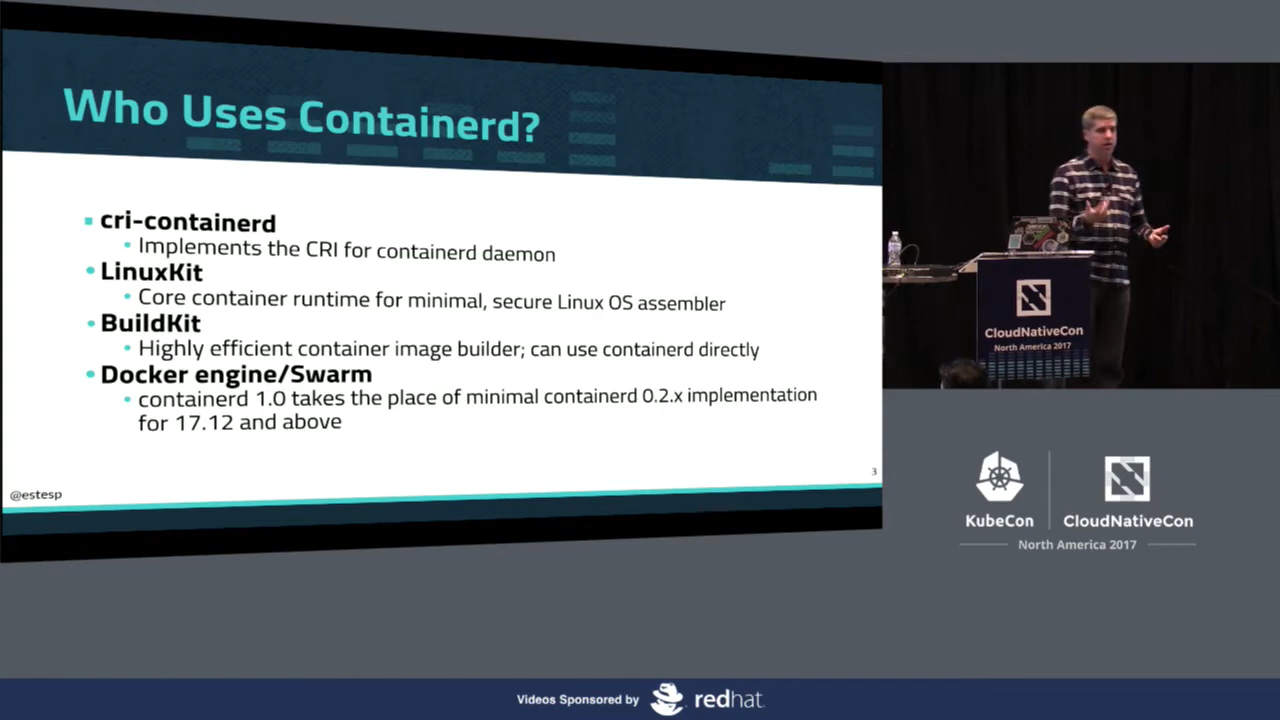 Who Uses Containerd?
cri-containerd
Implements the CRI for containerd daemon
LinuxKit
Core container runtime for minimal, secure Linux OS assembler
BuildKit
Highly efficient container image builder; can use containerd directly
Docker engine/Swarm
containerd 1.0 takes the place of minimal containerd 0.2.x implementation
for 17.12 and above
3
@estesp
CloudNativeCon
North America 2017
KubeCon
CloudNativeCon
North America 2017
Videos Sponsored by
redhat.